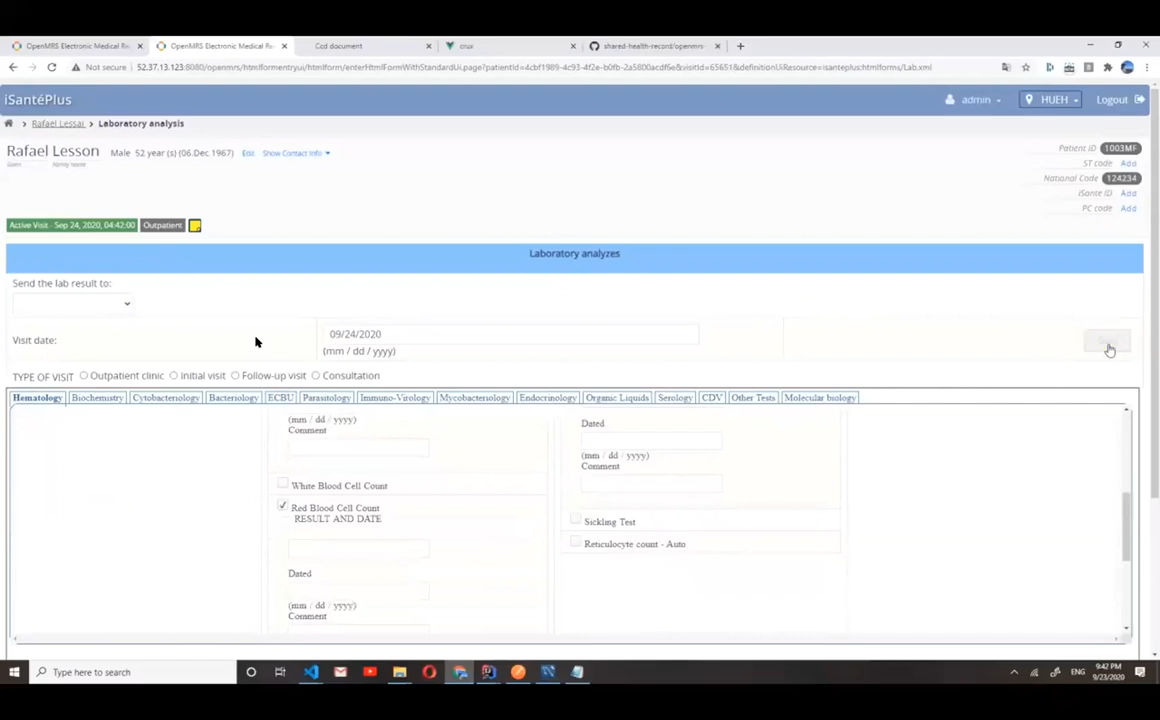 OpenMRS Electronic Medical Re
OpenMRS Electronic Medical Re
Ccd document
crux
shared-health-record/openmrs-
Not secure
52.37.13.123:8080/openmrs/htmlformentryui/htmlform/enterHtmlFormWithStandardUi.page?patientId=4cbf1989-4c93-4f2e-b0fb-2a5800acdf6e&visitId=65651&definitionUiResource=isanteplus:htmlforms/Lab.xml
iSantéPlus
admin
HUEH
Logout
Rafael Lessai
Laboratory analysis
Rafael Lesson
Male 52 year (s) (06.Dec 1967)
Edit
Show Contact Info
Given
Family name
Patient ID 1003MF
ST code Add
National Code 124234
iSante ID Add
PC code Add
Active Visit - Sep 24, 2020, 04:42:00
Outpatient
Laboratory analyzes
Send the lab result to:
Visit date:
09/24/2020
(mm / dd / yyyy)
TYPE OF VISIT Outpatient clinic Initial visit Follow-up visit Consultation
Hematology Biochemistry Cytobacteriology Bacteriology ECBU Parasitology Immuno-Virology Mycobacteriology Endocrinology Organic Liquids Serology CDV Other Tests Molecular biology
(mm / dd / yyyy)
Comment
White Blood Cell Count
Red Blood Cell Count
RESULT AND DATE
Dated
(mm / dd / yyyy)
Comment
Dated
(mm / dd / yyyy)
Comment
Sickling Test
Reticulocyte count - Auto
Type here to search
ENG
9:42 PM
9/23/2020